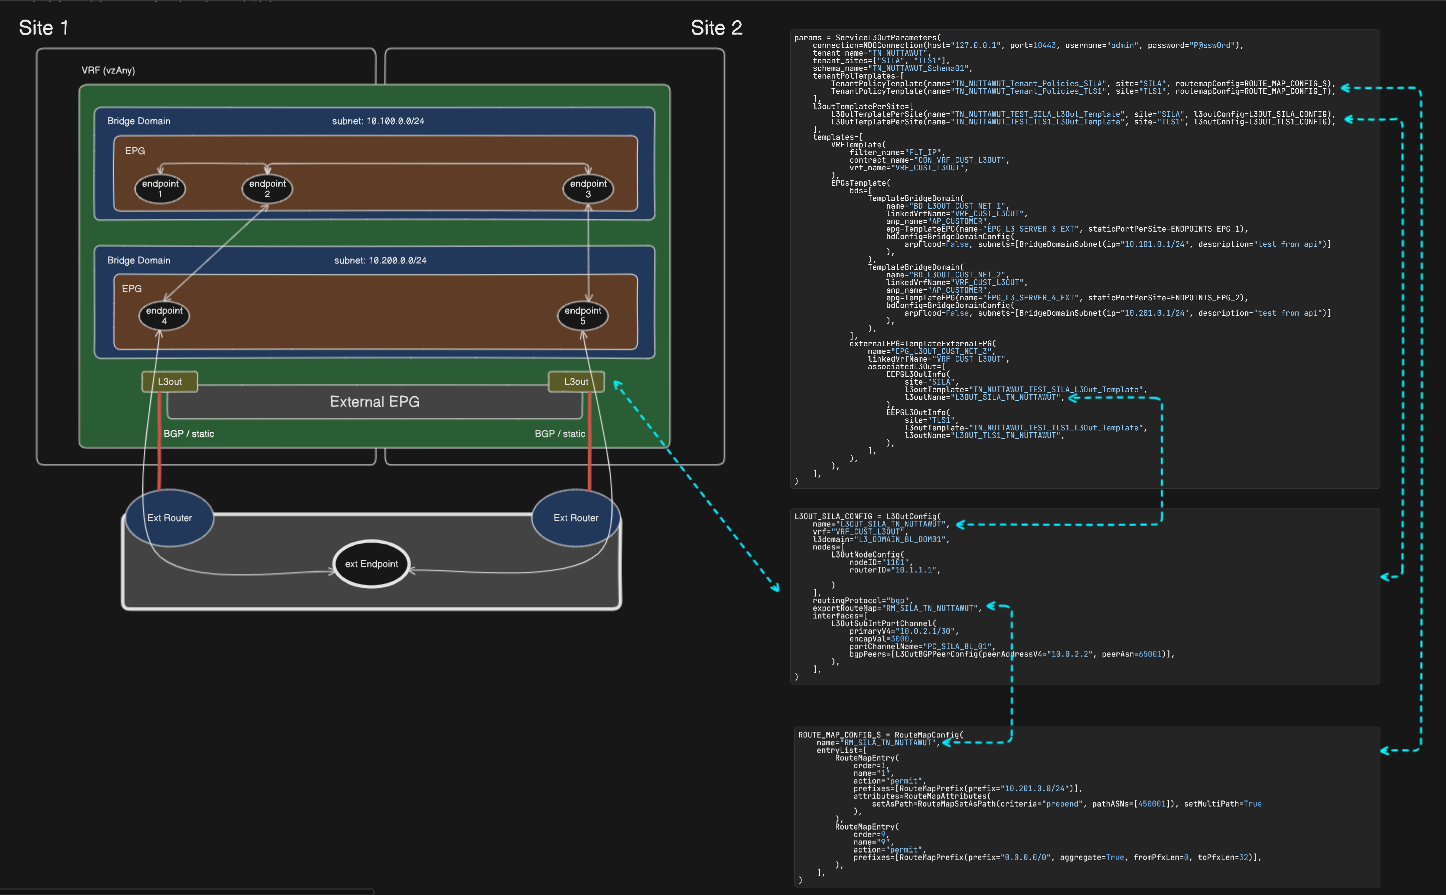 Site 1
Site 2
VRF (vzAny)
Bridge Domain
subnet: 10.100.0.0/24
EPG
endpoint
1
endpoint
2
endpoint
3
Bridge Domain
subnet: 10.200.0.0/24
EPG
endpoint
4
endpoint
5
L3out
L3out
External EPG
BGP / static
BGP / static
Ext Router
Ext Router
ext Endpoint
params = ServiceL3OutParameters(
connection=NDOConnection(host="127.0.0.1", port=10443, username="admin", password="P@ssw0rd"),
tenant_name="TN_NUTTAWUT",
tenant_sites=["SILA", "TLS1"],
schema_name="TN_NUTTAWUT_Schema01",
tenantPolTemplates=[
TenantPolicyTemplate(name="TN_NUTTAWUT_Tenant_Policies_SILA", site="SILA", routemapConfig=ROUTE_MAP_CONFIG_S),
TenantPolicyTemplate(name="TN_NUTTAWUT_Tenant_Policies_TLS1", site="TLS1", routemapConfig=ROUTE_MAP_CONFIG_T),
],
l3outTemplatePerSite=[
L3OutTemplatePerSite(name="TN_NUTTAWUT_TEST_SILA_L3Out_Template", site="SILA", l3outConfig=L3OUT_SILA_CONFIG),
L3OutTemplatePerSite(name="TN_NUTTAWUT_TEST_TLS1_L3Out_Template", site="TLS1", l3outConfig=L3OUT_TLS1_CONFIG),
],
templates=[
VRFTemplate(
filter_name="FLT_IP",
contract_name="CON_VRF_CUST_L3OUT",
vrf_name="VRF_CUST_L3OUT",
),
EPGsTemplate(
bds=[
TemplateBridgeDomain(
name="BD_L3OUT_CUST_NET_1",
linkedVrfName="VRF_CUST_L3OUT",
anp_name="AP_CUSTOMER",
epg=TemplateEPG(name="EPG_L3_SERVER_3_EXT", staticPortPerSite=ENDPOINTS_EPG_1),
bdConfig=BridgeDomainConfig(
arpFlood=False, subnets=[BridgeDomainSubnet(ip="10.101.0.1/24", description="test from api")]
),
),
TemplateBridgeDomain(
name="BD_L3OUT_CUST_NET_2",
linkedVrfName="VRF_CUST_L3OUT",
anp_name="AP_CUSTOMER",
epg=TemplateEPG(name="EPG_L3_SERVER_4_EXT", staticPortPerSite=ENDPOINTS_EPG_2),
bdConfig=BridgeDomainConfig(
arpFlood=False, subnets=[BridgeDomainSubnet(ip="10.201.0.1/24", description="test from api")]
),
),
],
externalEPG=TemplateExternalEPG(
name="EPG_L3OUT_CUST_NET_3",
linkedVrfName="VRF_CUST_L3OUT",
associatedL3Out=[
EEPGL3OutInfo(
site="SILA",
l3outTemplate="TN_NUTTAWUT_TEST_SILA_L3Out_Template",
l3outName="L3OUT_SILA_TN_NUTTAWUT",
),
EEPGL3OutInfo(
site="TLS1",
l3outTemplate="TN_NUTTAWUT_TEST_TLS1_L3Out_Template",
l3outName="L3OUT_TLS1_TN_NUTTAWUT",
),
],
),
),
],
)
L3OUT_SILA_CONFIG = L3OutConfig(
name="L3OUT_SILA_TN_NUTTAWUT",
vrf="VRF_CUST_L3OUT",
l3domain="L3_DOMAIN_BL_DOM01",
nodes=[
L3OutNodeConfig(
nodeID="1101",
routerID="10.1.1.1",
)
],
routingProtocol="bgp",
exportRouteMap="RM_SILA_TN_NUTTAWUT",
interfaces=[
L3OutSubIntPortChannel(
primaryV4="10.0.2.1/30",
encapVal=3000,
portChannelName="PC_SILA_BL_01",
bgpPeers=[L3OutBGPPeerConfig(peerAddressV4="10.0.2.2", peerAsn=65001)],
),
],
)
ROUTE_MAP_CONFIG_S = RouteMapConfig(
name="RM_SILA_TN_NUTTAWUT",
entryList=[
RouteMapEntry(
order=1,
name="1",
action="permit",
prefixes=[RouteMapPrefix(prefix="10.201.0.0/24")],
attributes=RouteMapAttributes(
setAsPath=RouteMapSetAsPath(criteria="prepend", pathASNs=[450001]), setMultiPath=True
),
),
RouteMapEntry(
order=9,
name="9",
action="permit",
prefixes=[RouteMapPrefix(prefix="0.0.0.0/0", aggregate=True, fromPfxLen=0, toPfxLen=32)],
),
],
)